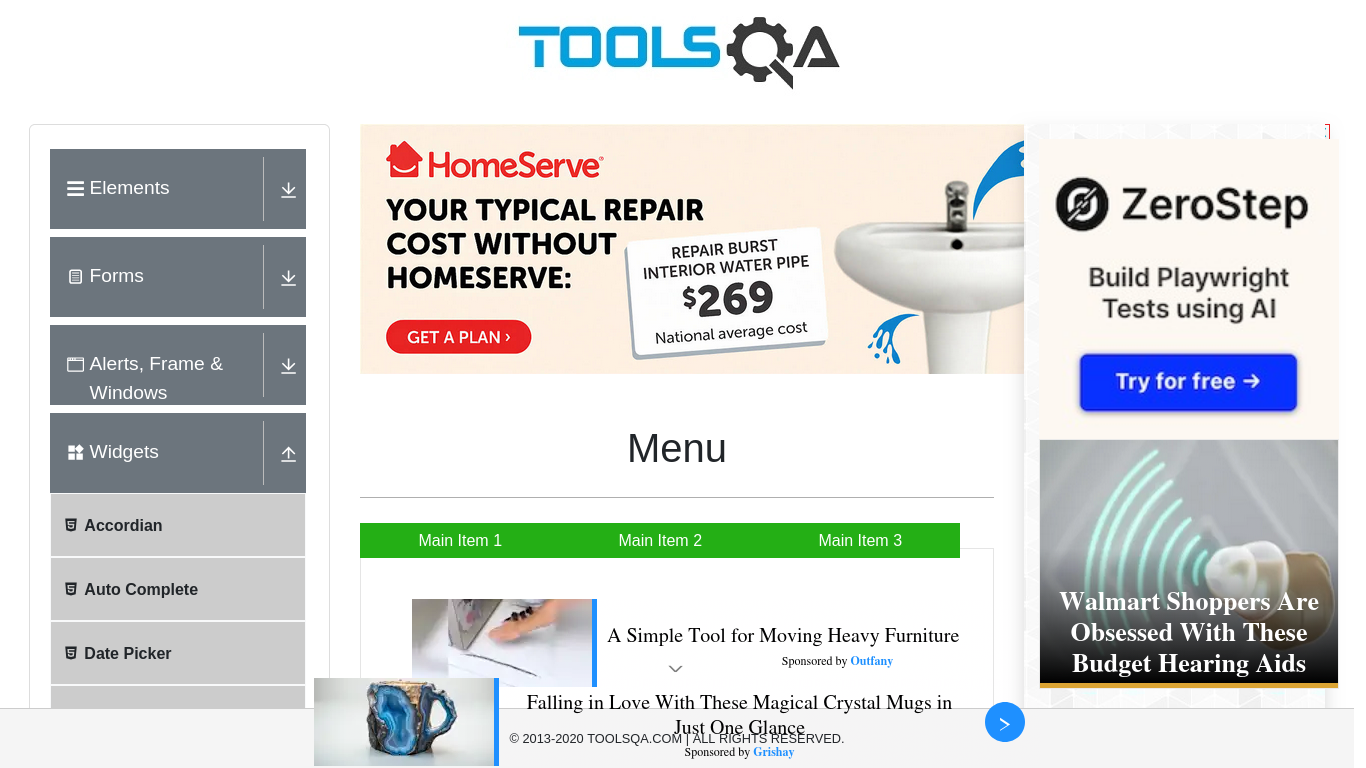 TOOLSQA
Elements
Forms
Alerts, Frame &
Windows
Widgets
Accordian
Auto Complete
Date Picker
HomeServe®
YOUR TYPICAL REPAIR
COST WITHOUT
HOMESERVE:
REPAIR BURST
INTERIOR WATER PIPE
$269
National average cost
GET A PLAN ›
Menu
Main Item 1
Main Item 2
Main Item 3
A Simple Tool for Moving Heavy Furniture
Sponsored by Outfany
Falling in Love With These Magical Crystal Mugs in
Just One Glance
Sponsored by Grishay
© 2013-2020 TOOLSQA.COM | ALL RIGHTS RESERVED.
ZeroStep
Build Playwright
Tests using AI
Try for free →
Walmart Shoppers Are
Obsessed With These
Budget Hearing Aids